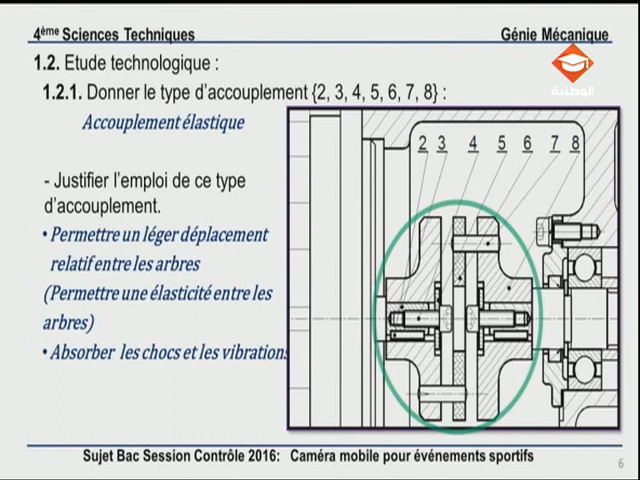 4ème Sciences Techniques
Génie Mécanique
الوطنية
1.2. Etude technologique :
1.2.1. Donner le type d'accouplement {2, 3, 4, 5, 6, 7, 8} :
Accouplement élastique
2 3 4 5 6 7 8
- Justifier l'emploi de ce type
d'accouplement.
• Permettre un léger déplacement
relatif entre les arbres
(Permettre une élasticité entre les
arbres)
• Absorber les chocs et les vibrations
Sujet Bac Session Contrôle 2016: Caméra mobile pour événements sportifs
6